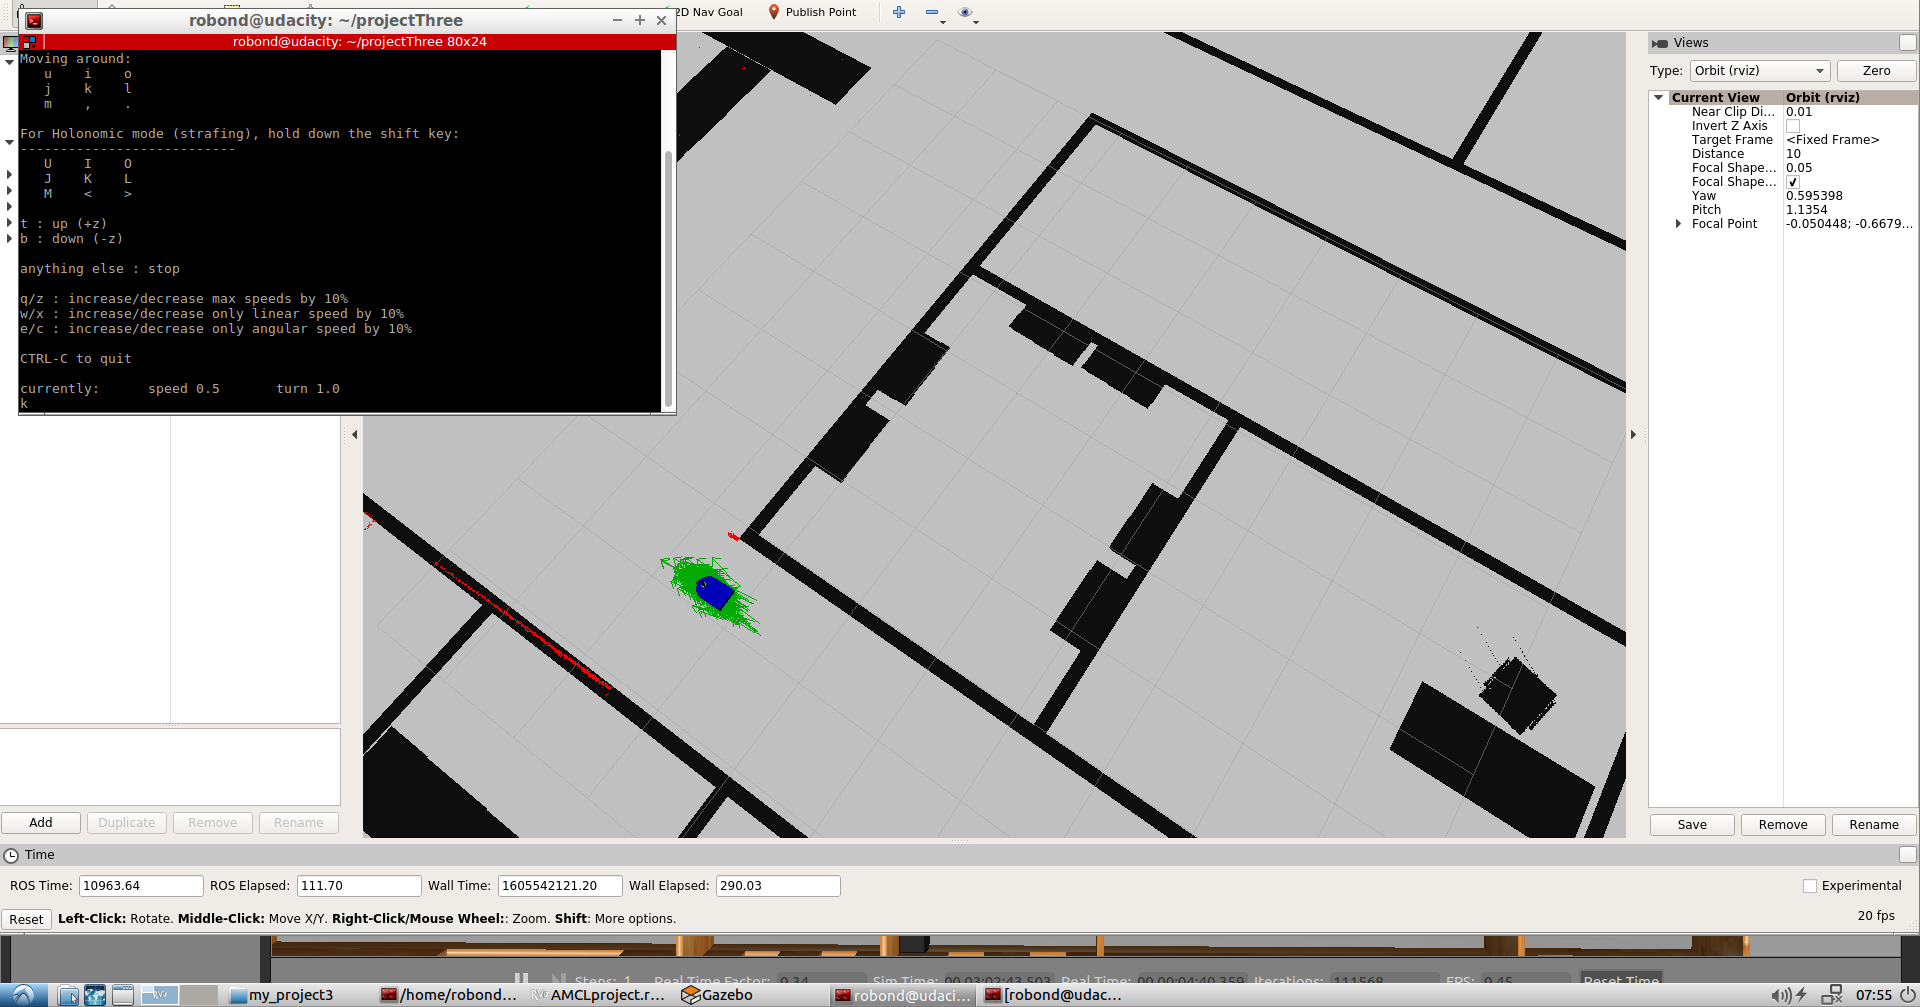 robond@udacity: ~/projectThree
2D Nav Goal
Publish Point
robond@udacity: ~/projectThree 80x24
Moving around:
u i o
j k l
m , .
For Holonomic mode (strafing), hold down the shift key:
---------------------------
U I O
J K L
M < >
t : up (+z)
b : down (-z)
anything else : stop
q/z : increase/decrease max speeds by 10%
w/x : increase/decrease only linear speed by 10%
e/c : increase/decrease only angular speed by 10%
CTRL-C to quit
currently: speed 0.5 turn 1.0
k
Views
Type: Orbit (rviz) Zero
Current View Orbit (rviz)
Near Clip Di... 0.01
Invert Z Axis
Target Frame <Fixed Frame>
Distance 10
Focal Shape... 0.05
Focal Shape...
Yaw 0.595398
Pitch 1.1354
Focal Point -0.050448; -0.6679...
Add Duplicate Remove Rename
Save Remove Rename
Time
ROS Time: 10963.64 ROS Elapsed: 111.70 Wall Time: 1605542121.20 Wall Elapsed: 290.03
Experimental
Reset Left-Click: Rotate. Middle-Click: Move X/Y. Right-Click/Mouse Wheel:: Zoom. Shift: More options.
20 fps
Steps: 1 Real Time Factor: 0.34 Sim Time: 00 03:02:43.503 Real Time: 00 00:04:40.359 Iterations: 111568 FPS: 0.45 Reset Time
my_project3 /home/robond... AMCLproject.r... Gazebo robond@udaci... [robond@udac... 07:55